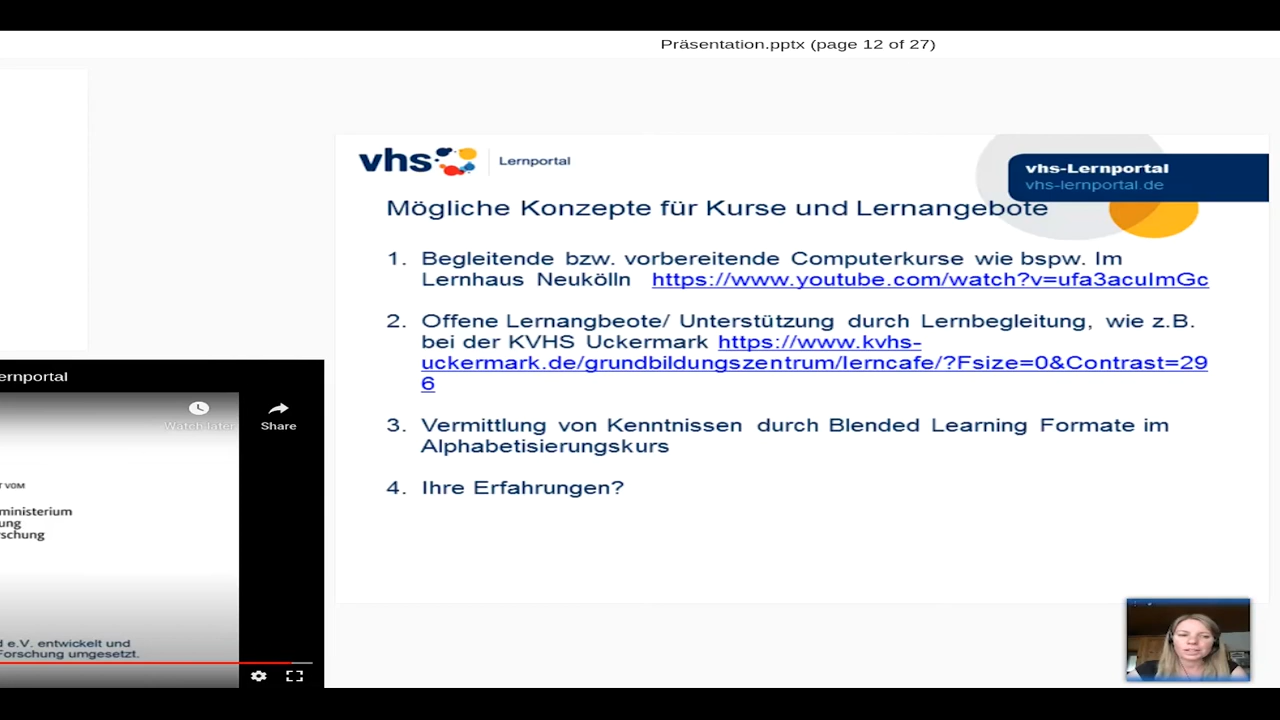 Präsentation.pptx (page 12 of 27)
vhs
Lernportal
vhs-Lernportal
vhs-lernportal.de
Mögliche Konzepte für Kurse und Lernangebote
1. Begleitende bzw. vorbereitende Computerkurse wie bspw. Im
Lernhaus Neukölln https://www.youtube.com/watch?v=ufa3acuImGc
2. Offene Lernangbeote/ Unterstützung durch Lernbegleitung, wie z.B.
bei der KVHS Uckermark https://www.kvhs-
uckermark.de/grundbildungszentrum/lerncafe/?Fsize=0&Contrast=29
6
3. Vermittlung von Kenntnissen durch Blended Learning Formate im
Alphabetisierungskurs
4. Ihre Erfahrungen?
ernportal
Watch later
Share
T VOM
ministerium
ung
schung
d e.V. entwickelt und
Forschung umgesetzt.